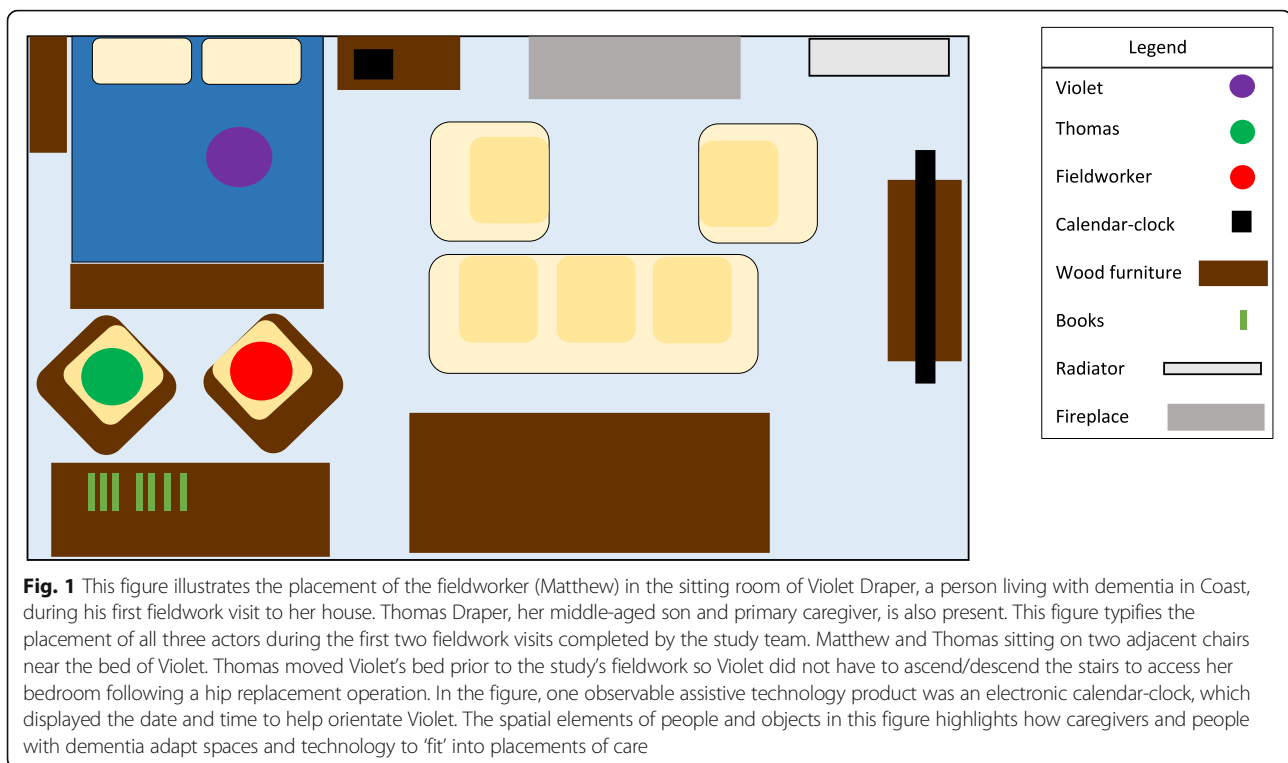 Legend
Violet
Thomas
Fieldworker
Calendar-clock
Wood furniture
Books
Radiator
Fireplace
Fig. 1 This figure illustrates the placement of the fieldworker (Matthew) in the sitting room of Violet Draper, a person living with dementia in Coast,
during his first fieldwork visit to her house. Thomas Draper, her middle-aged son and primary caregiver, is also present. This figure typifies the
placement of all three actors during the first two fieldwork visits completed by the study team. Matthew and Thomas sitting on two adjacent chairs
near the bed of Violet. Thomas moved Violet's bed prior to the study's fieldwork so Violet did not have to ascend/descend the stairs to access her
bedroom following a hip replacement operation. In the figure, one observable assistive technology product was an electronic calendar-clock, which
displayed the date and time to help orientate Violet. The spatial elements of people and objects in this figure highlights how caregivers and people
with dementia adapt spaces and technology to 'fit' into placements of care